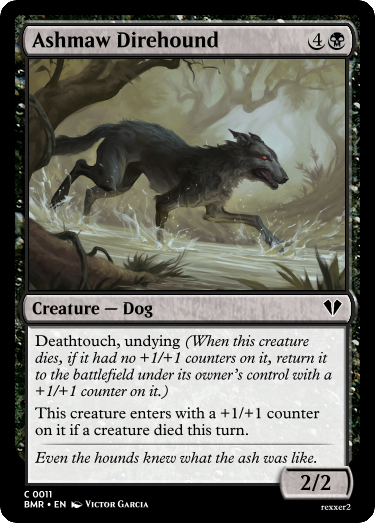 Ashmaw Direhound 4
Creature — Dog
Deathtouch, undying (When this creature
dies, if it had no +1/+1 counters on it, return it
to the battlefield under its owner's control with a
+1/+1 counter on it.)
This creature enters with a +1/+1 counter
on it if a creature died this turn.
Even the hounds knew what the ash was like.
2/2
C 0011
BMR • EN VICTOR GARCIA
rexxer2